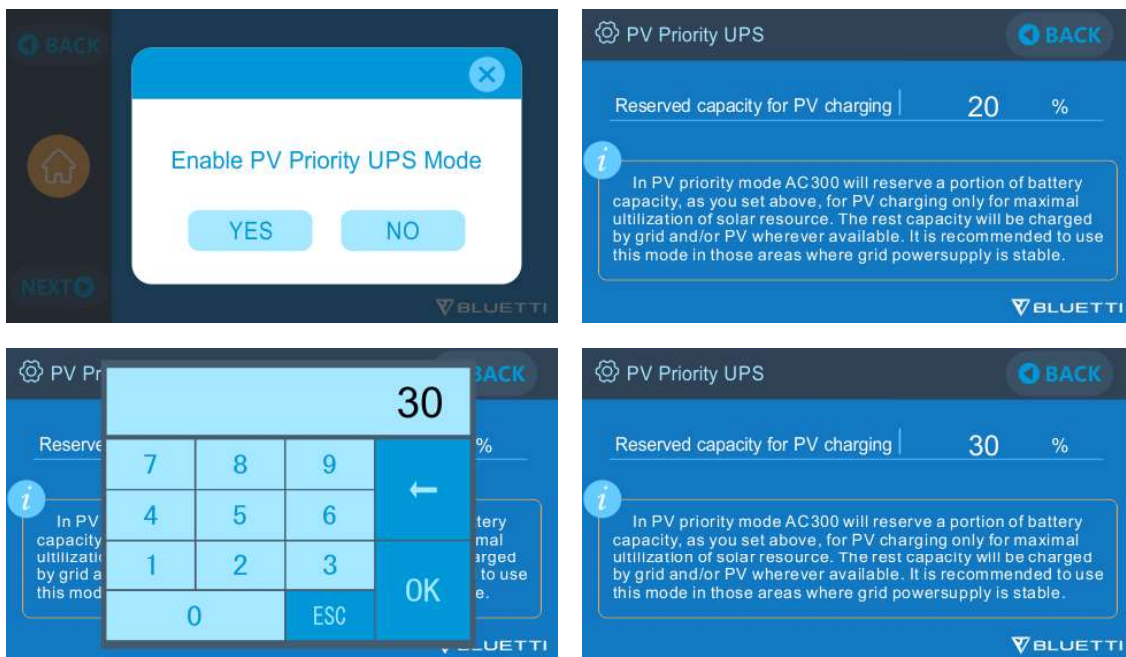 BACK
Enable PV Priority UPS Mode
YES NO
NEXT
BLUETTI
PV Priority UPS BACK
Reserved capacity for PV charging 20 %
i
In PV priority mode AC300 will reserve a portion of battery
capacity, as you set above, for PV charging only for maximal
ultilization of solar resource. The rest capacity will be charged
by grid and/or PV wherever available. It is recommended to use
this mode in those areas where grid powersupply is stable.
BLUETTI
PV Pr BACK
30
Reserve %
7 8 9
i
In PV tery
4 5 6
capacity mal
ultilizatio arged
1 2 3
by grid a to use
this mod e.
OK
0 ESC
LUETTI
PV Priority UPS BACK
Reserved capacity for PV charging 30 %
i
In PV priority mode AC300 will reserve a portion of battery
capacity, as you set above, for PV charging only for maximal
ultilization of solar resource. The rest capacity will be charged
by grid and/or PV wherever available. It is recommended to use
this mode in those areas where grid powersupply is stable.
BLUETTI